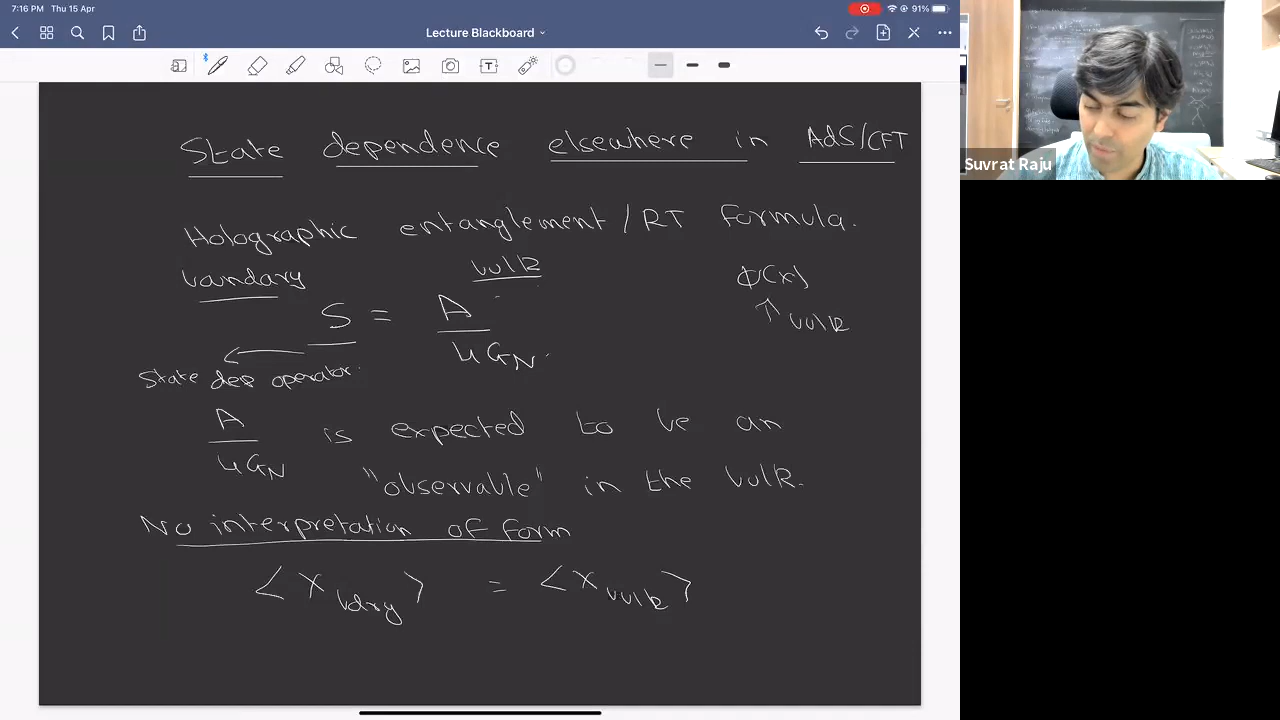 7:16 PM Thu 15 Apr
91%
Lecture Blackboard
State dependence elsewhere in AdS/CFT
Holographic entanglement / RT formula.
boundary
bulk
S = A / 4G_N
ϕ(x)
↑ bulk
State dep operator.
A / 4G_N is expected to be an
"observable" in the bulk.
No interpretation of form
<X_bdry> = <X_bulk>
Suvrat Raju